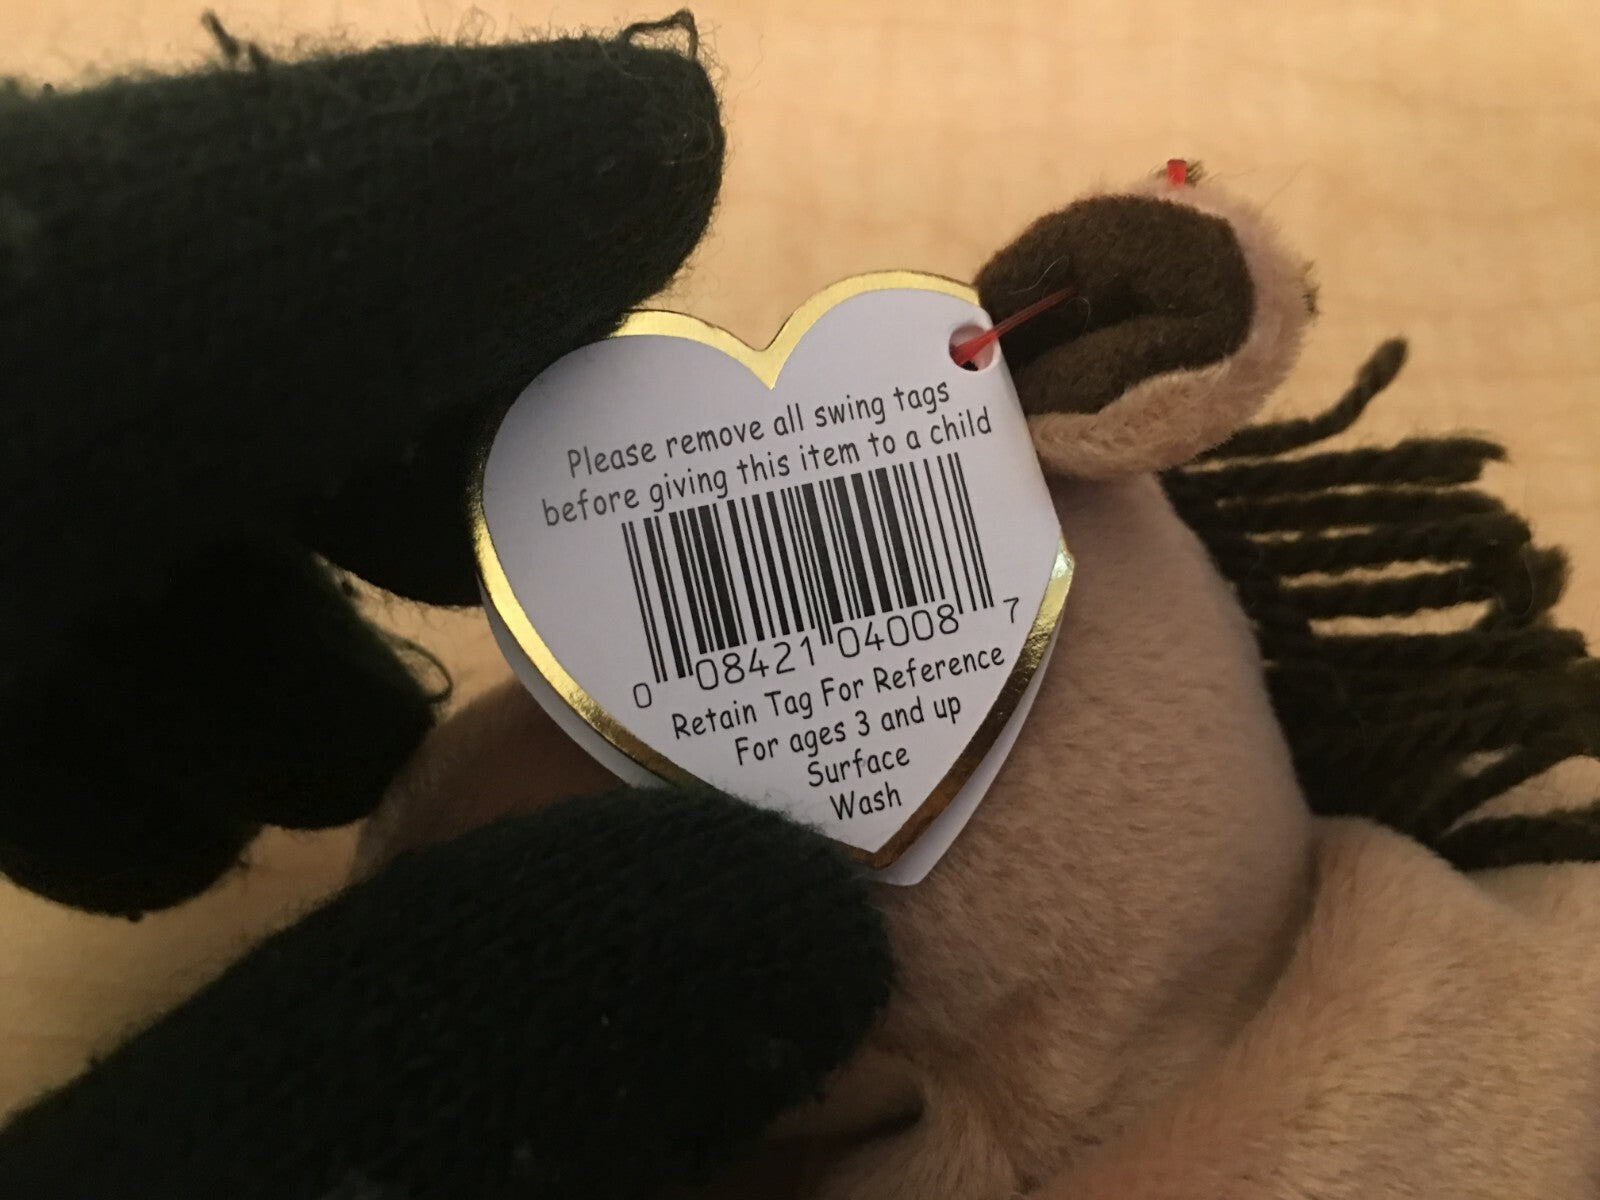 Please remove all swing tags
before giving this item to a child
0 08421 04008 7
Retain Tag For Reference
For ages 3 and up
Surface
Wash